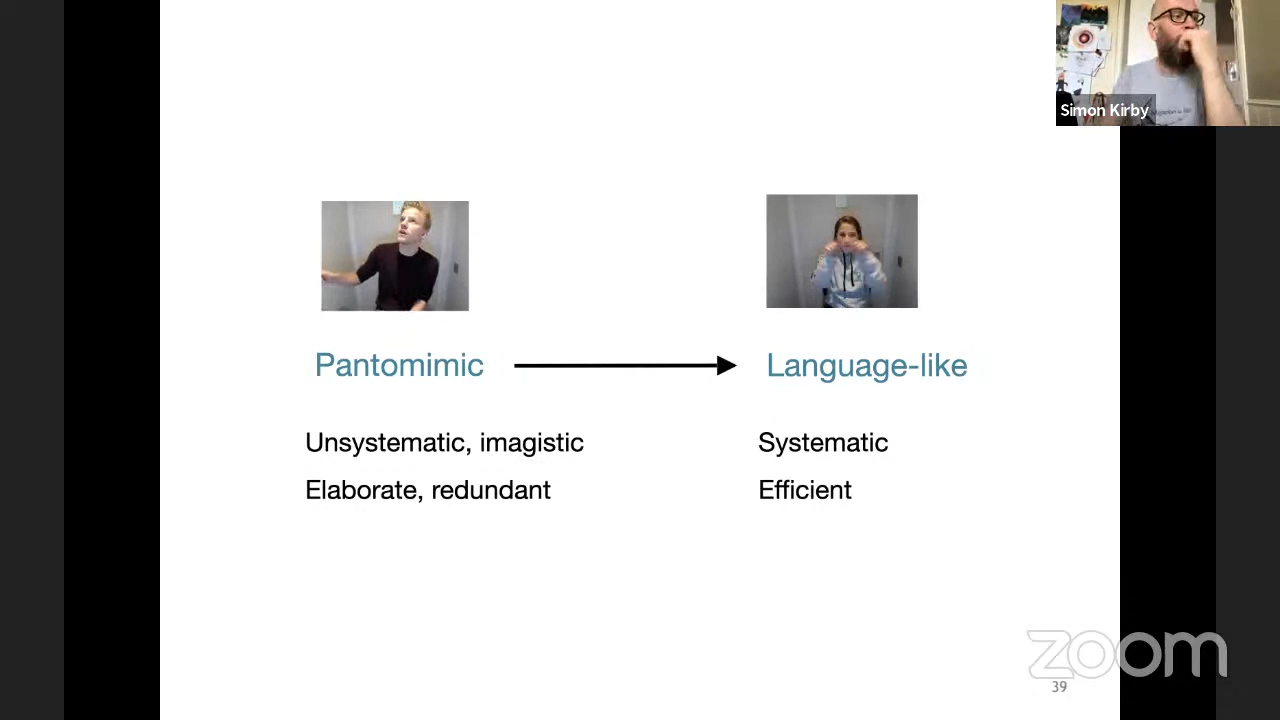 Simon Kirby
Pantomimic
Language-like
Unsystematic, imagistic
Systematic
Elaborate, redundant
Efficient
zoom
39